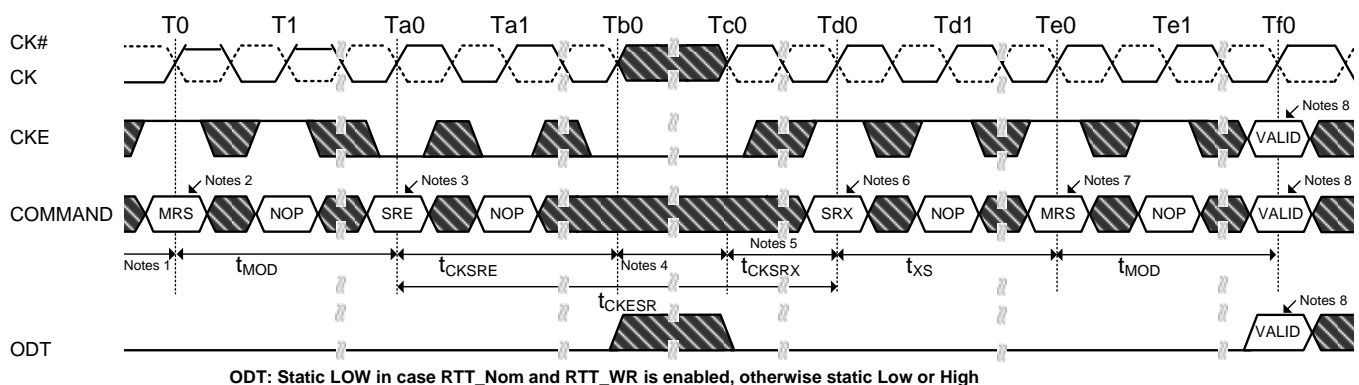 T0 T1 Ta0 Ta1 Tb0 Tc0 Td0 Td1 Te0 Te1 Tf0
CK#
CK
Notes 8
CKE
VALID
Notes 2 Notes 3 Notes 6 Notes 7 Notes 8
COMMAND MRS NOP SRE NOP SRX NOP MRS NOP VALID
Notes 1 tMOD tCKSRE Notes 4 Notes 5 tCKSRX tXS tMOD
tCKESR
Notes 8
ODT VALID
ODT: Static LOW in case RTT_Nom and RTT_WR is enabled, otherwise static Low or High